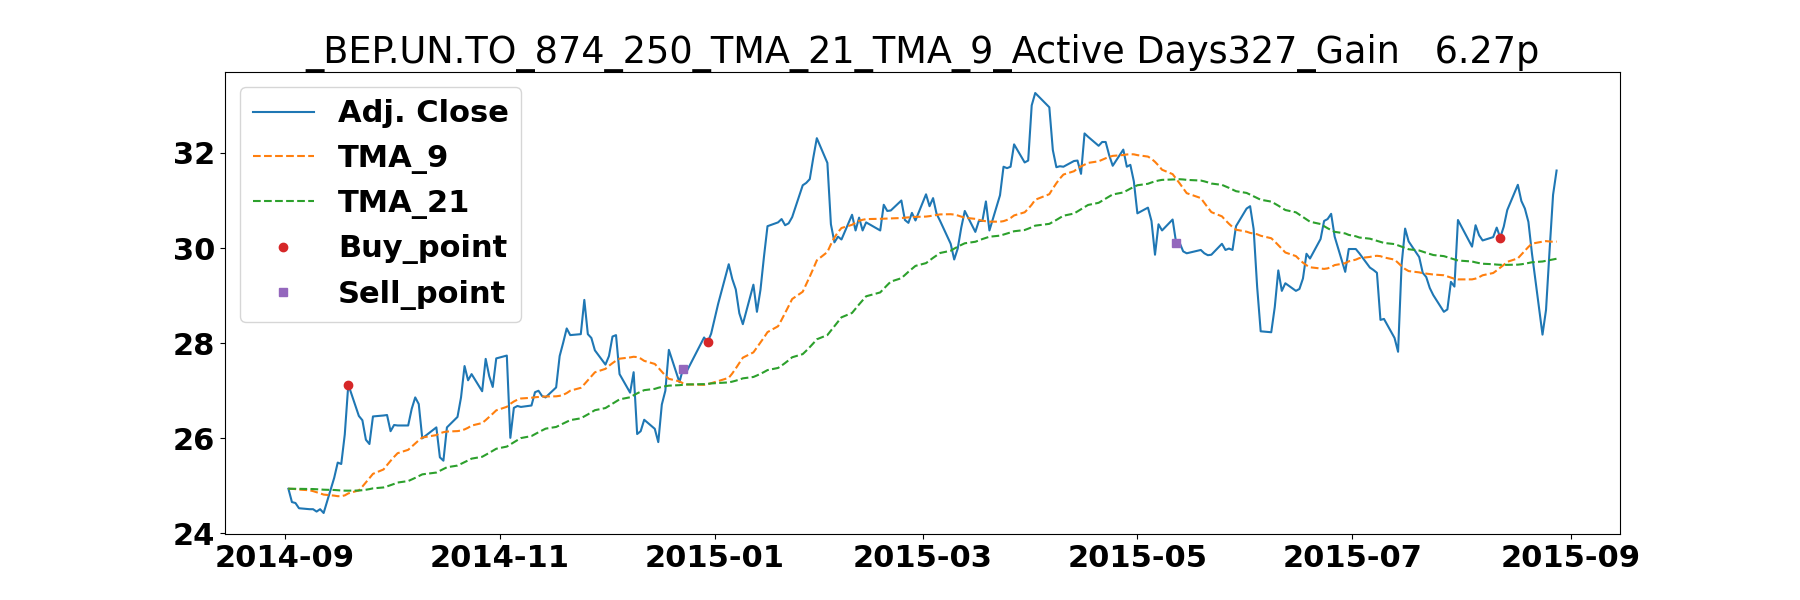 _BEP.UN.TO_874_250_TMA_21_TMA_9_Active Days327_Gain   6.27p
Adj. Close
TMA_9
TMA_21
Buy_point
Sell_point
32
30
28
26
24
2014-09 2014-11 2015-01 2015-03 2015-05 2015-07 2015-09